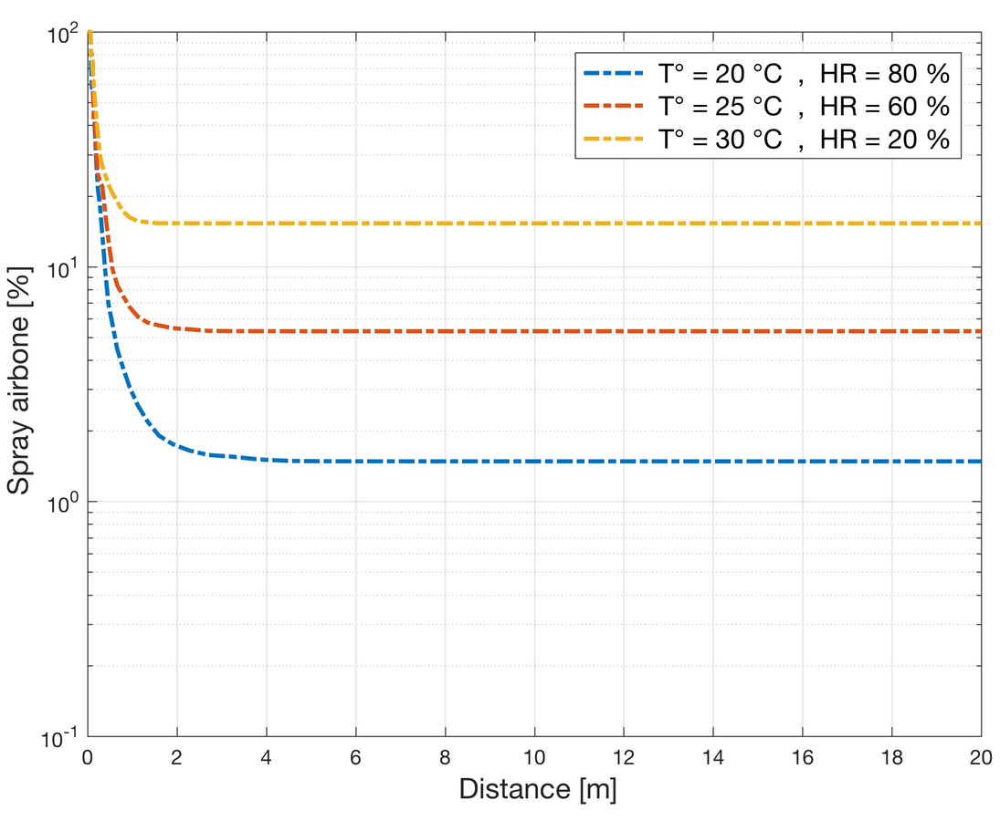 10²
10¹
10⁰
10⁻¹
Spray airbone [%]
T° = 20 °C , HR = 80 %
T° = 25 °C , HR = 60 %
T° = 30 °C , HR = 20 %
0 2 4 6 8 10 12 14 16 18 20
Distance [m]